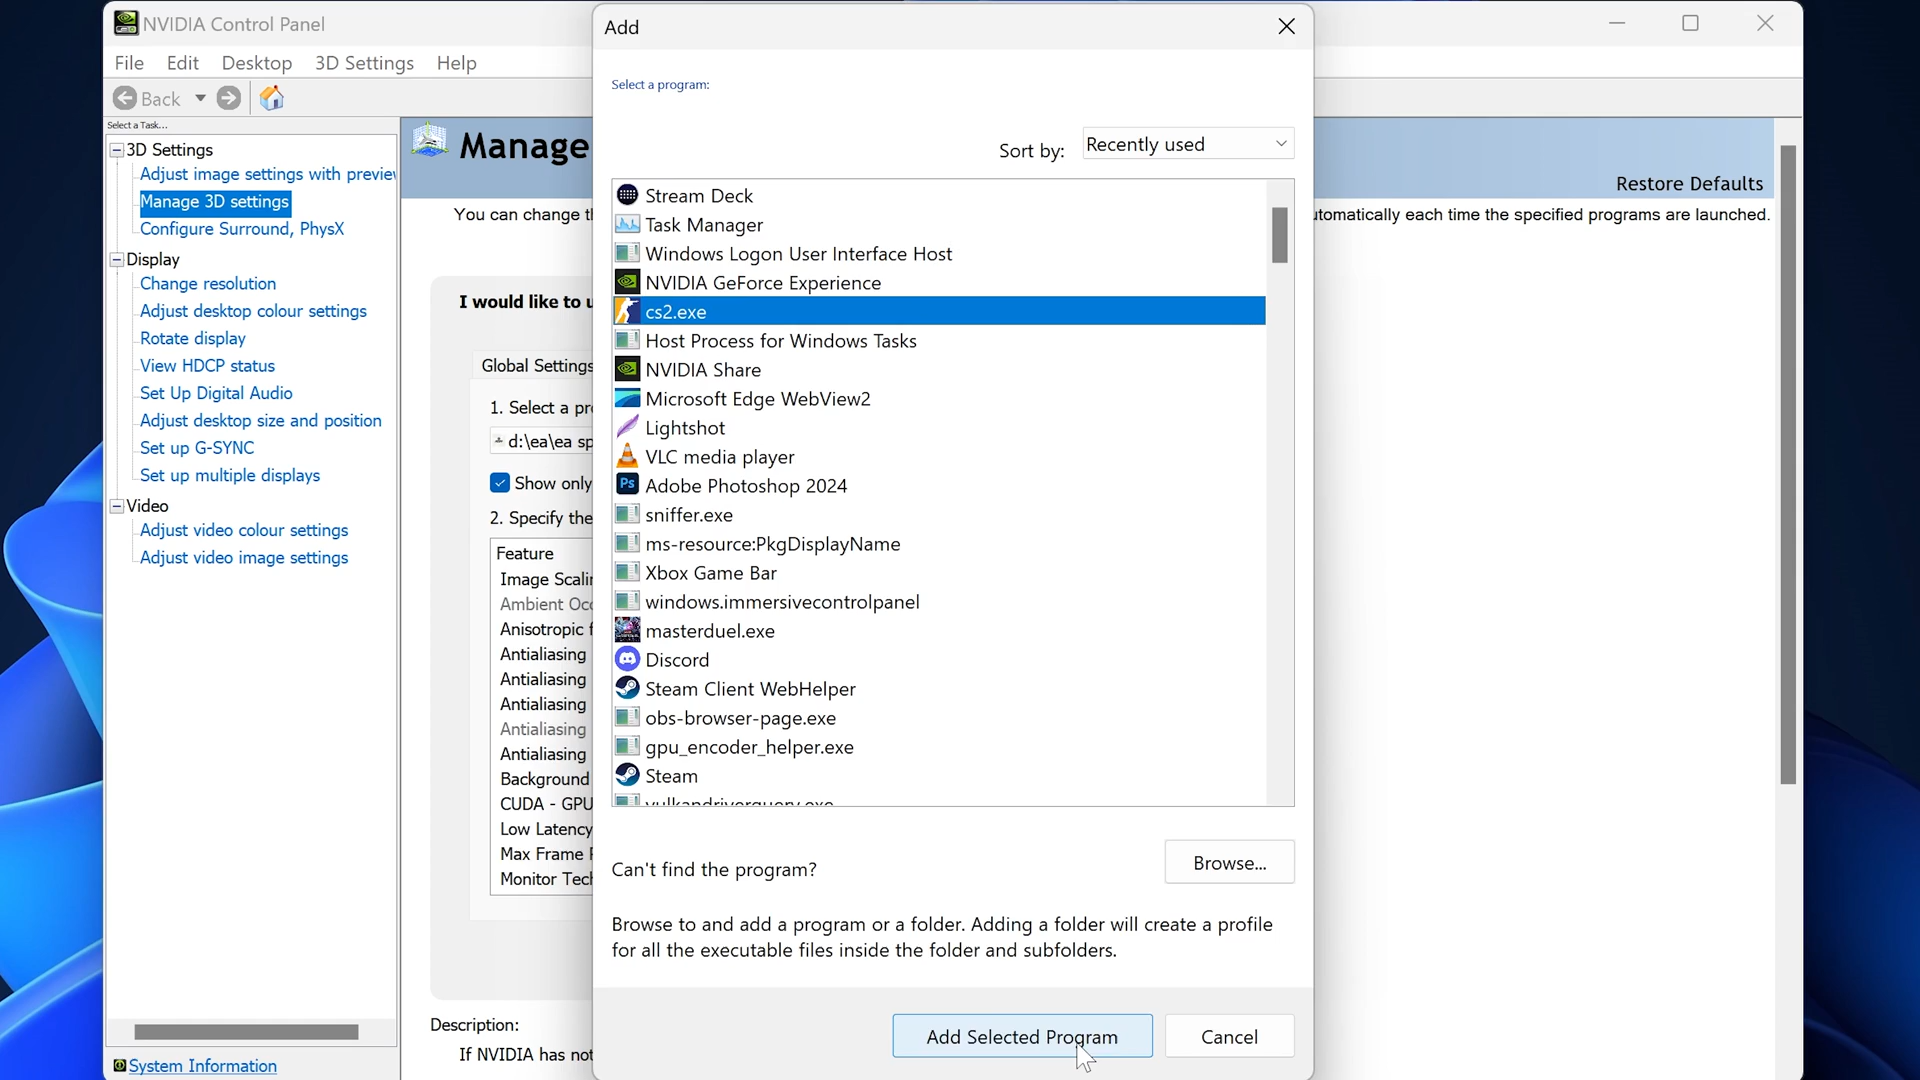 NVIDIA Control Panel
File Edit Desktop 3D Settings Help
Back
Select a Task...
3D Settings
Adjust image settings with preview
Manage 3D settings
Configure Surround, PhysX
Display
Change resolution
Adjust desktop colour settings
Rotate display
View HDCP status
Set Up Digital Audio
Adjust desktop size and position
Set up G-SYNC
Set up multiple displays
Video
Adjust video colour settings
Adjust video image settings
System Information
Manage
Restore Defaults
You can change t
utomatically each time the specified programs are launched.
I would like to u
Global Settings
1. Select a pro
d:\ea\ea sp
Show only
2. Specify the
Feature
Image Scalin
Ambient Occ
Anisotropic f
Antialiasing
Antialiasing
Antialiasing
Antialiasing
Antialiasing
Background
CUDA - GPU
Low Latency
Max Frame
Monitor Tech
Description:
If NVIDIA has not
Add
Select a program:
Sort by: Recently used
Stream Deck
Task Manager
Windows Logon User Interface Host
NVIDIA GeForce Experience
cs2.exe
Host Process for Windows Tasks
NVIDIA Share
Microsoft Edge WebView2
Lightshot
VLC media player
Ps Adobe Photoshop 2024
sniffer.exe
ms-resource:PkgDisplayName
Xbox Game Bar
windows.immersivecontrolpanel
masterduel.exe
Discord
Steam Client WebHelper
obs-browser-page.exe
gpu_encoder_helper.exe
Steam
vulkandriverquery.exe
Can't find the program?
Browse...
Browse to and add a program or a folder. Adding a folder will create a profile
for all the executable files inside the folder and subfolders.
Add Selected Program
Cancel